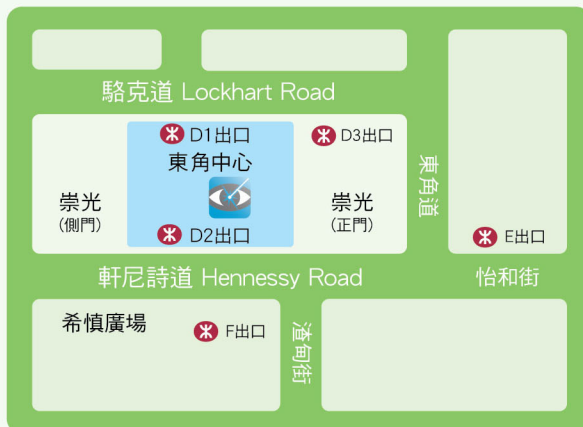 駱克道 Lockhart Road
D1出口
D3出口
東角中心
崇光
(側門)
崇光
(正門)
D2出口
東角道
E出口
軒尼詩道 Hennessy Road
怡和街
希慎廣場
F出口
渣甸街